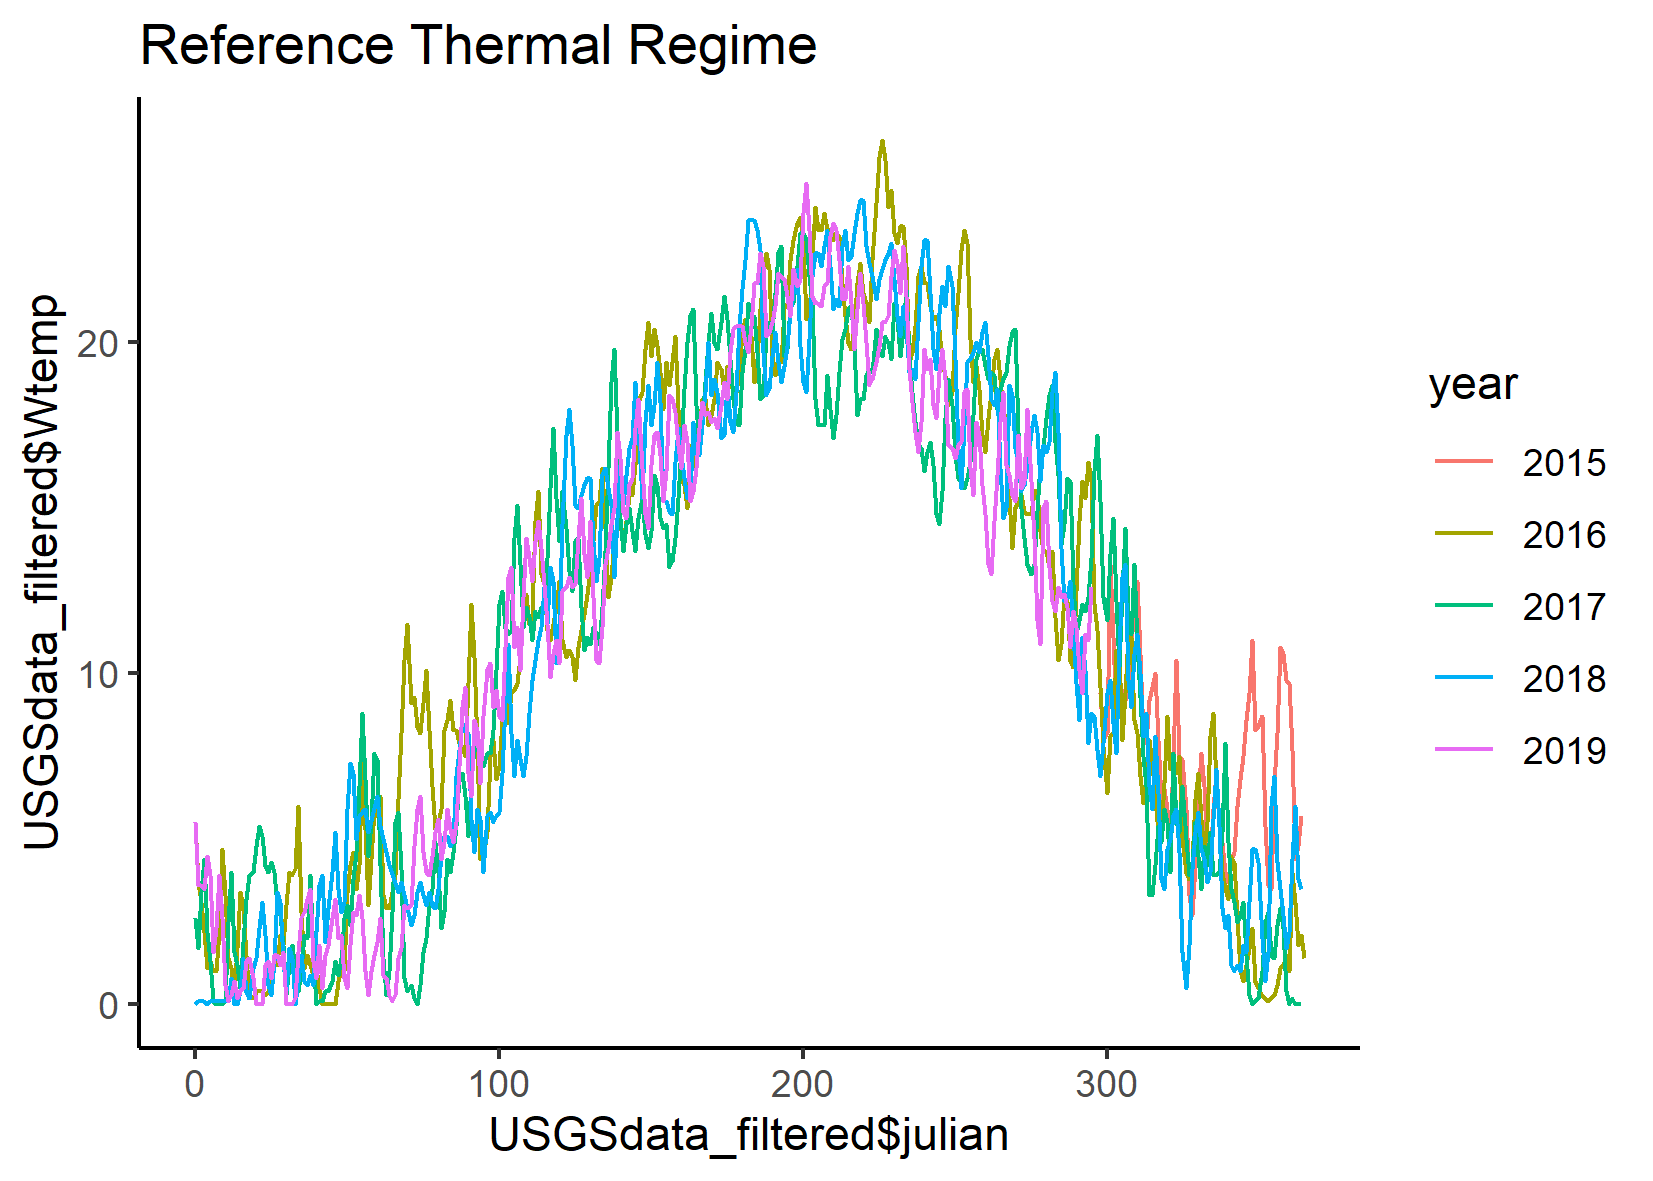 Reference Thermal Regime
USGSdata_filtered$Wtemp
20
10
0
0 100 200 300
USGSdata_filtered$julian
year
2015
2016
2017
2018
2019